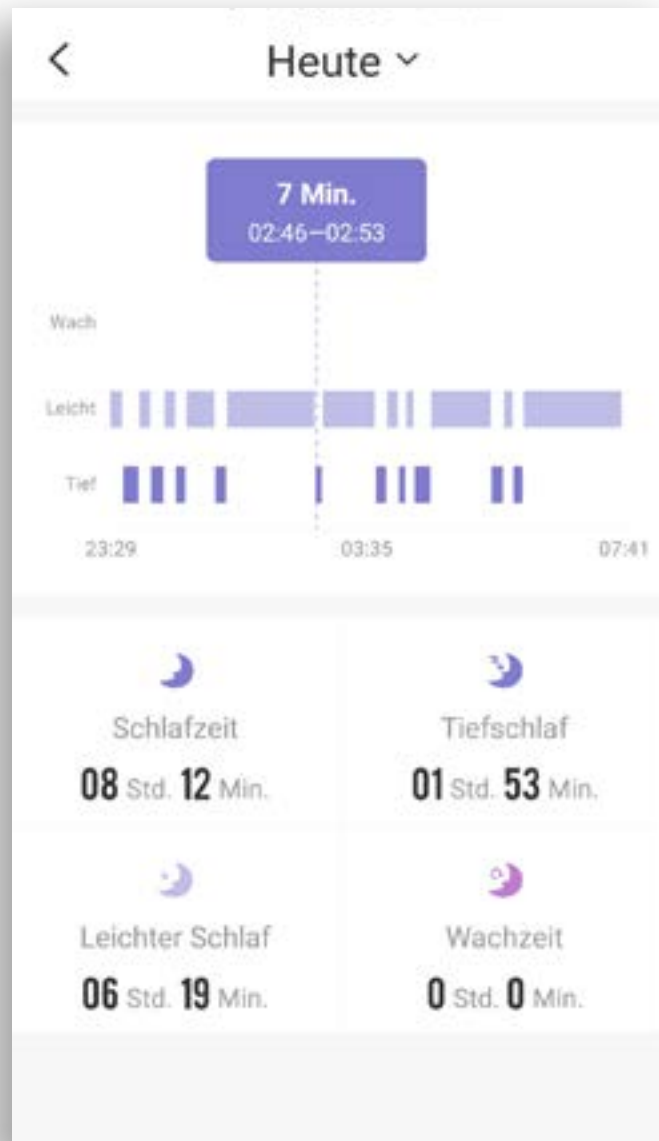 Heute
7 Min.
02:46–02:53
Wach
Leicht
Tief
23:29 03:35 07:41
Schlafzeit Tiefschlaf
08 Std. 12 Min. 01 Std. 53 Min.
Leichter Schlaf Wachzeit
06 Std. 19 Min. 0 Std. 0 Min.